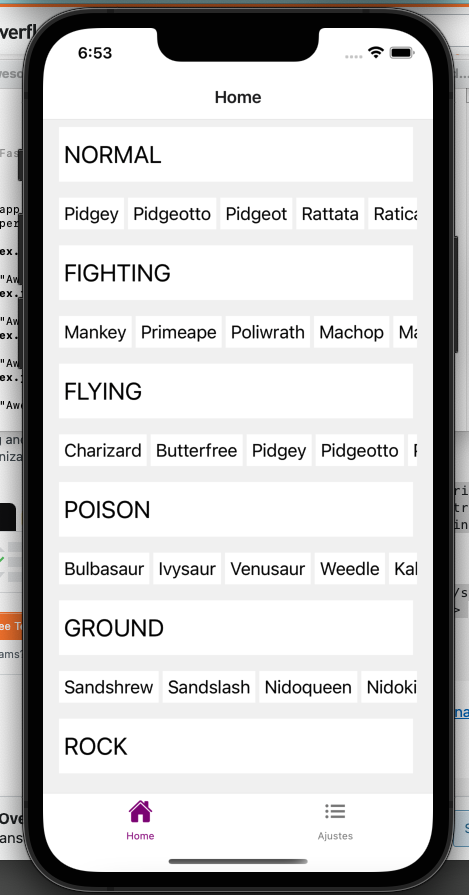 6:53
Home
NORMAL
Pidgey Pidgeotto Pidgeot Rattata Ratica
FIGHTING
Mankey Primeape Poliwrath Machop Ma
FLYING
Charizard Butterfree Pidgey Pidgeotto
POISON
Bulbasaur Ivysaur Venusaur Weedle Kak
GROUND
Sandshrew Sandslash Nidoqueen Nidoki
ROCK
Home Ajustes